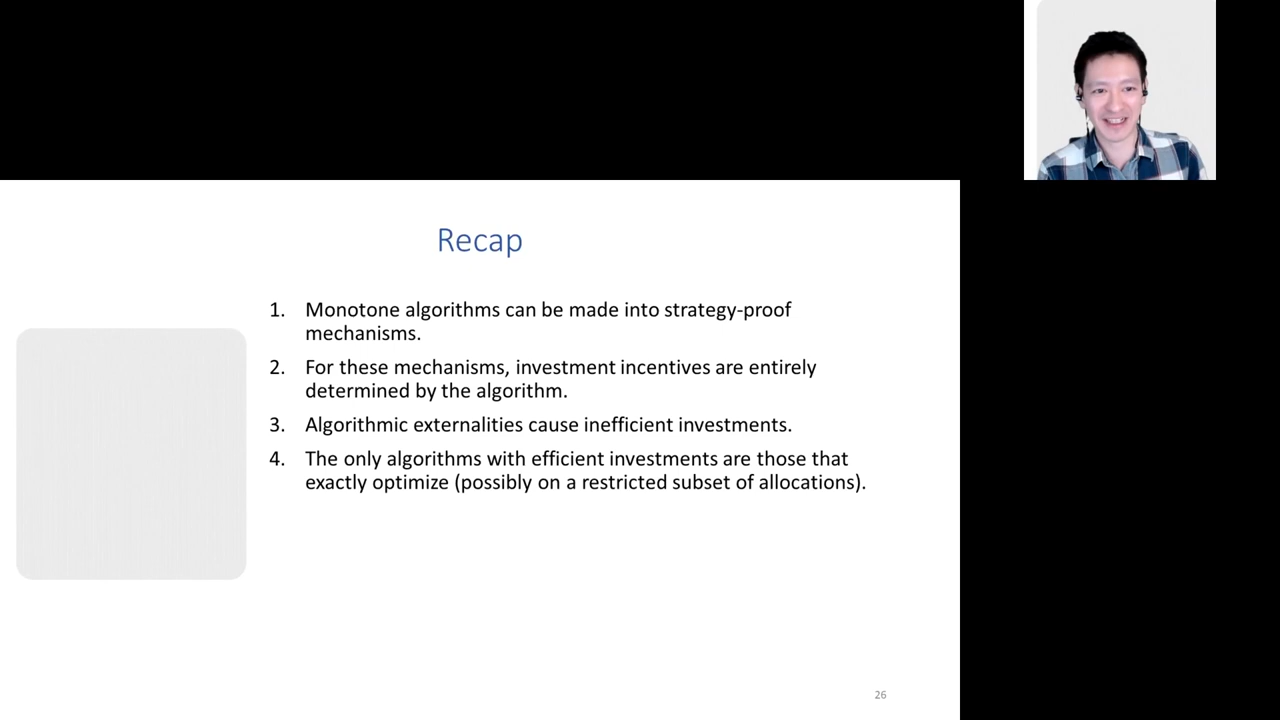 Recap
1. Monotone algorithms can be made into strategy-proof
mechanisms.
2. For these mechanisms, investment incentives are entirely
determined by the algorithm.
3. Algorithmic externalities cause inefficient investments.
4. The only algorithms with efficient investments are those that
exactly optimize (possibly on a restricted subset of allocations).
26